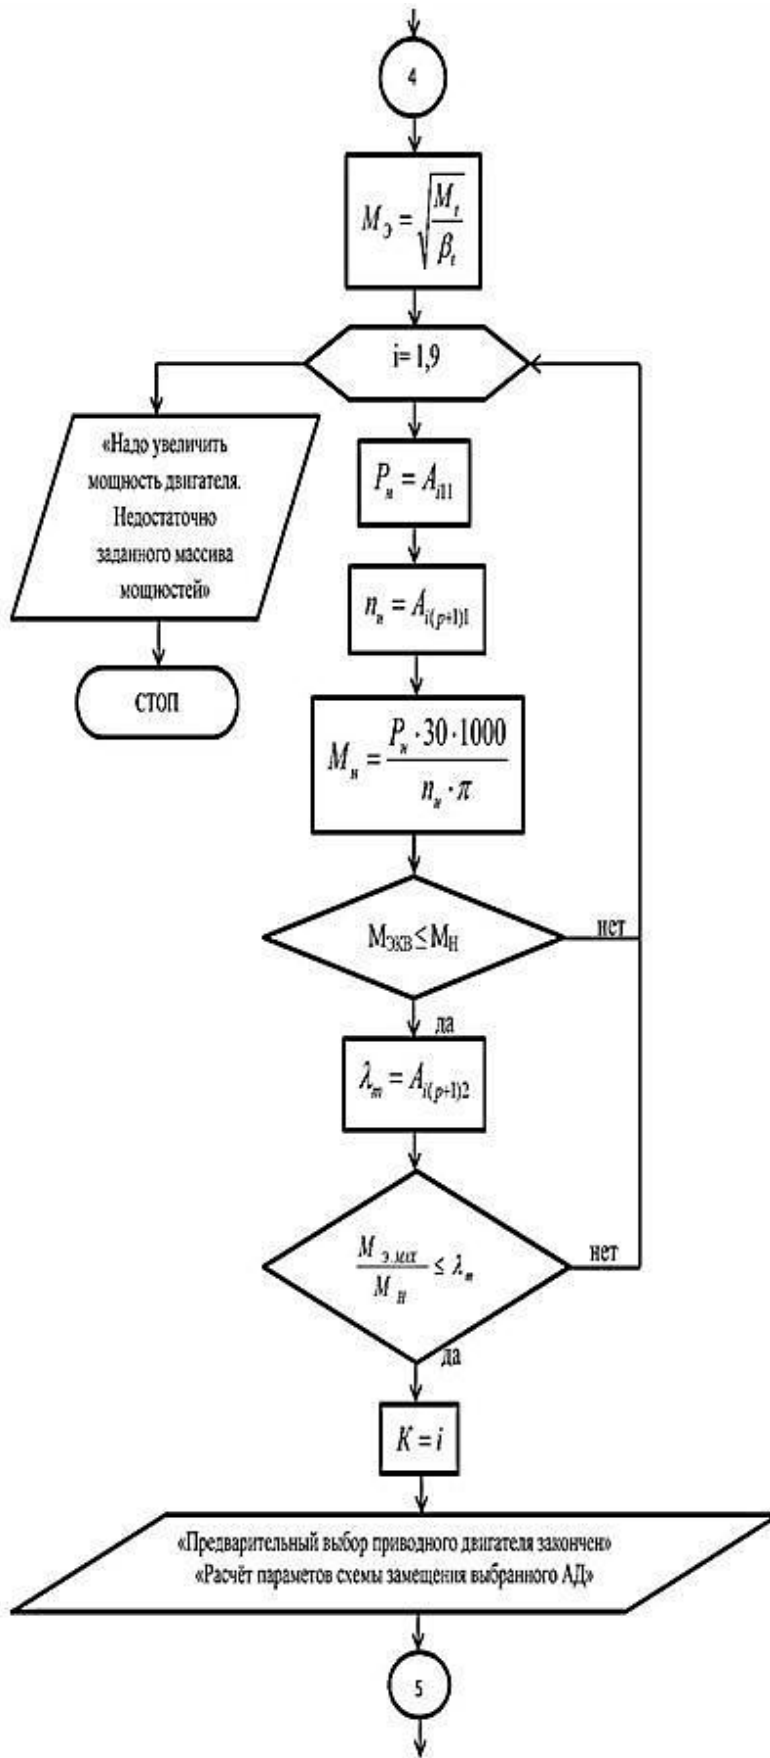 4
M_Э = √(M_t / β_t)
i= 1,9
«Надо увеличить
мощность двигателя.
Недостаточно
заданного массива
мощностей»
СТОП
P_н = A_i11
n_н = A_i(p+1)1
M_н = P_н · 30 · 1000 / n_н · π
M_ЭКВ ≤ M_Н
нет
да
λ_m = A_i(p+1)2
M_э.max / M_Н ≤ λ_m
нет
да
K = i
«Предварительный выбор приводного двигателя закончен»
«Расчёт параметов схемы замещения выбранного АД»
5